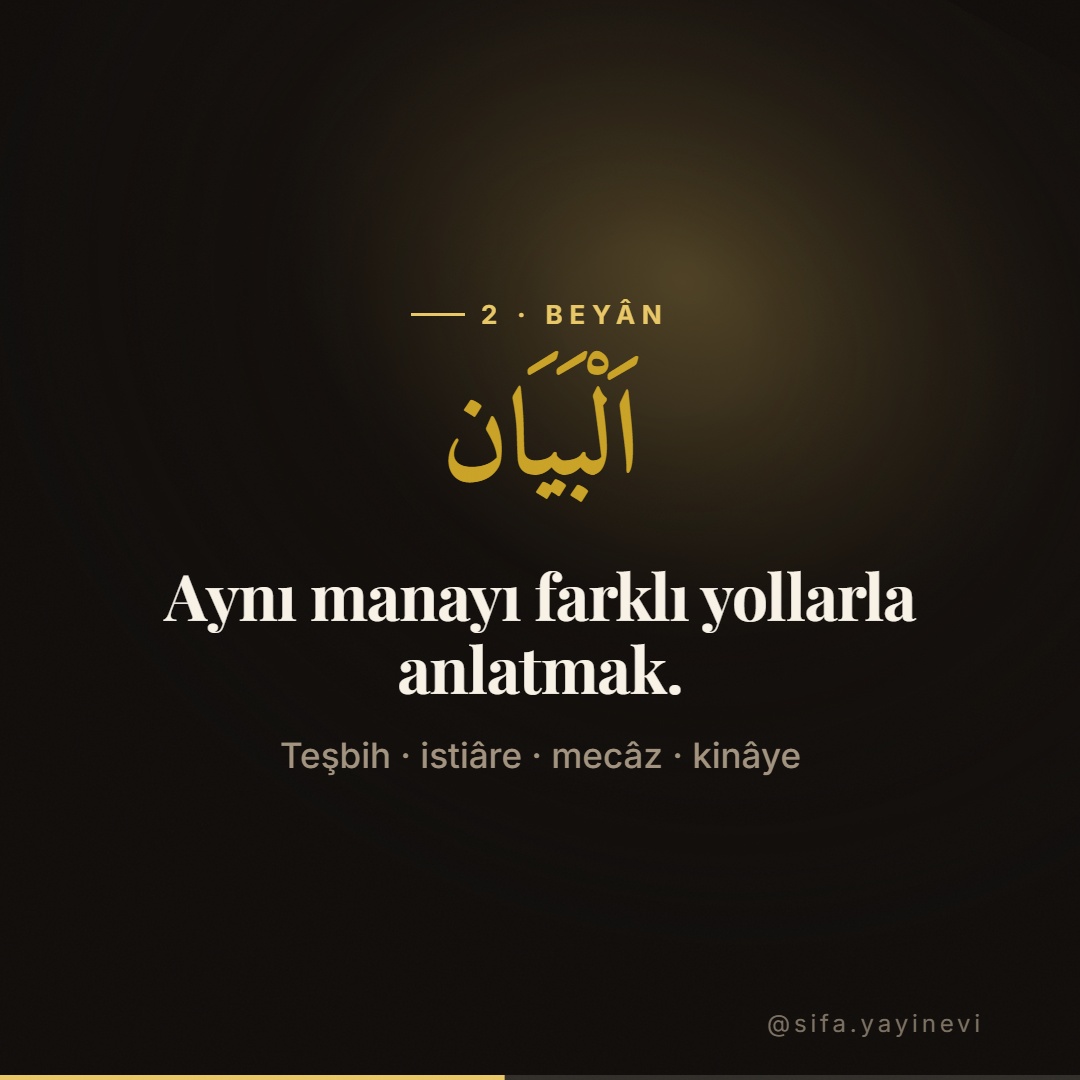 2 · BEYÂN
اَلْبَيَان
Aynı manayı farklı yollarla
anlatmak.
Teşbih · istiâre · mecâz · kinâye
@sifa.yayinevi